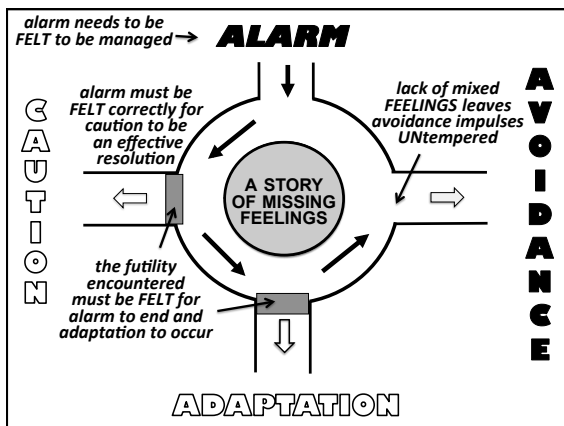 alarm needs to be
FELT to be managed
ALARM
alarm must be
FELT correctly for
caution to be
an effective
resolution
lack of mixed
FEELINGS leaves
avoidance impulses
UNtempered
CAUTION
A STORY
OF MISSING
FEELINGS
AVOIDANCE
the futility
encountered
must be FELT for
alarm to end and
adaptation to occur
ADAPTATION